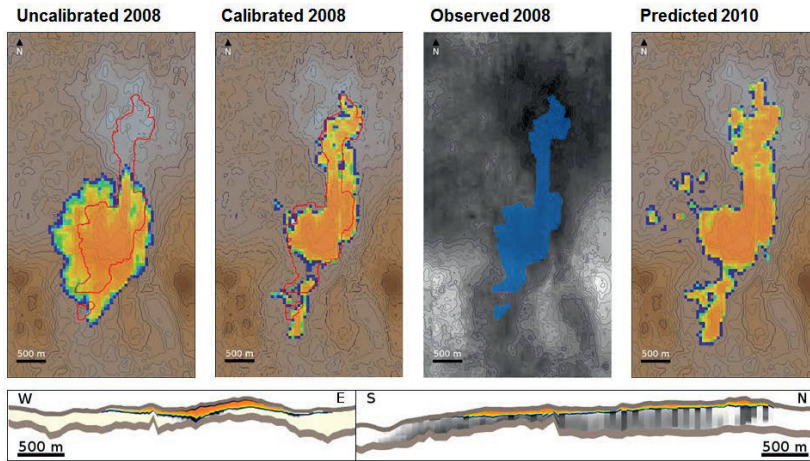 Uncalibrated 2008
Calibrated 2008
Observed 2008
Predicted 2010
N
N
N
N
500 m
500 m
500 m
500 m
W
E
S
N
500 m
500 m